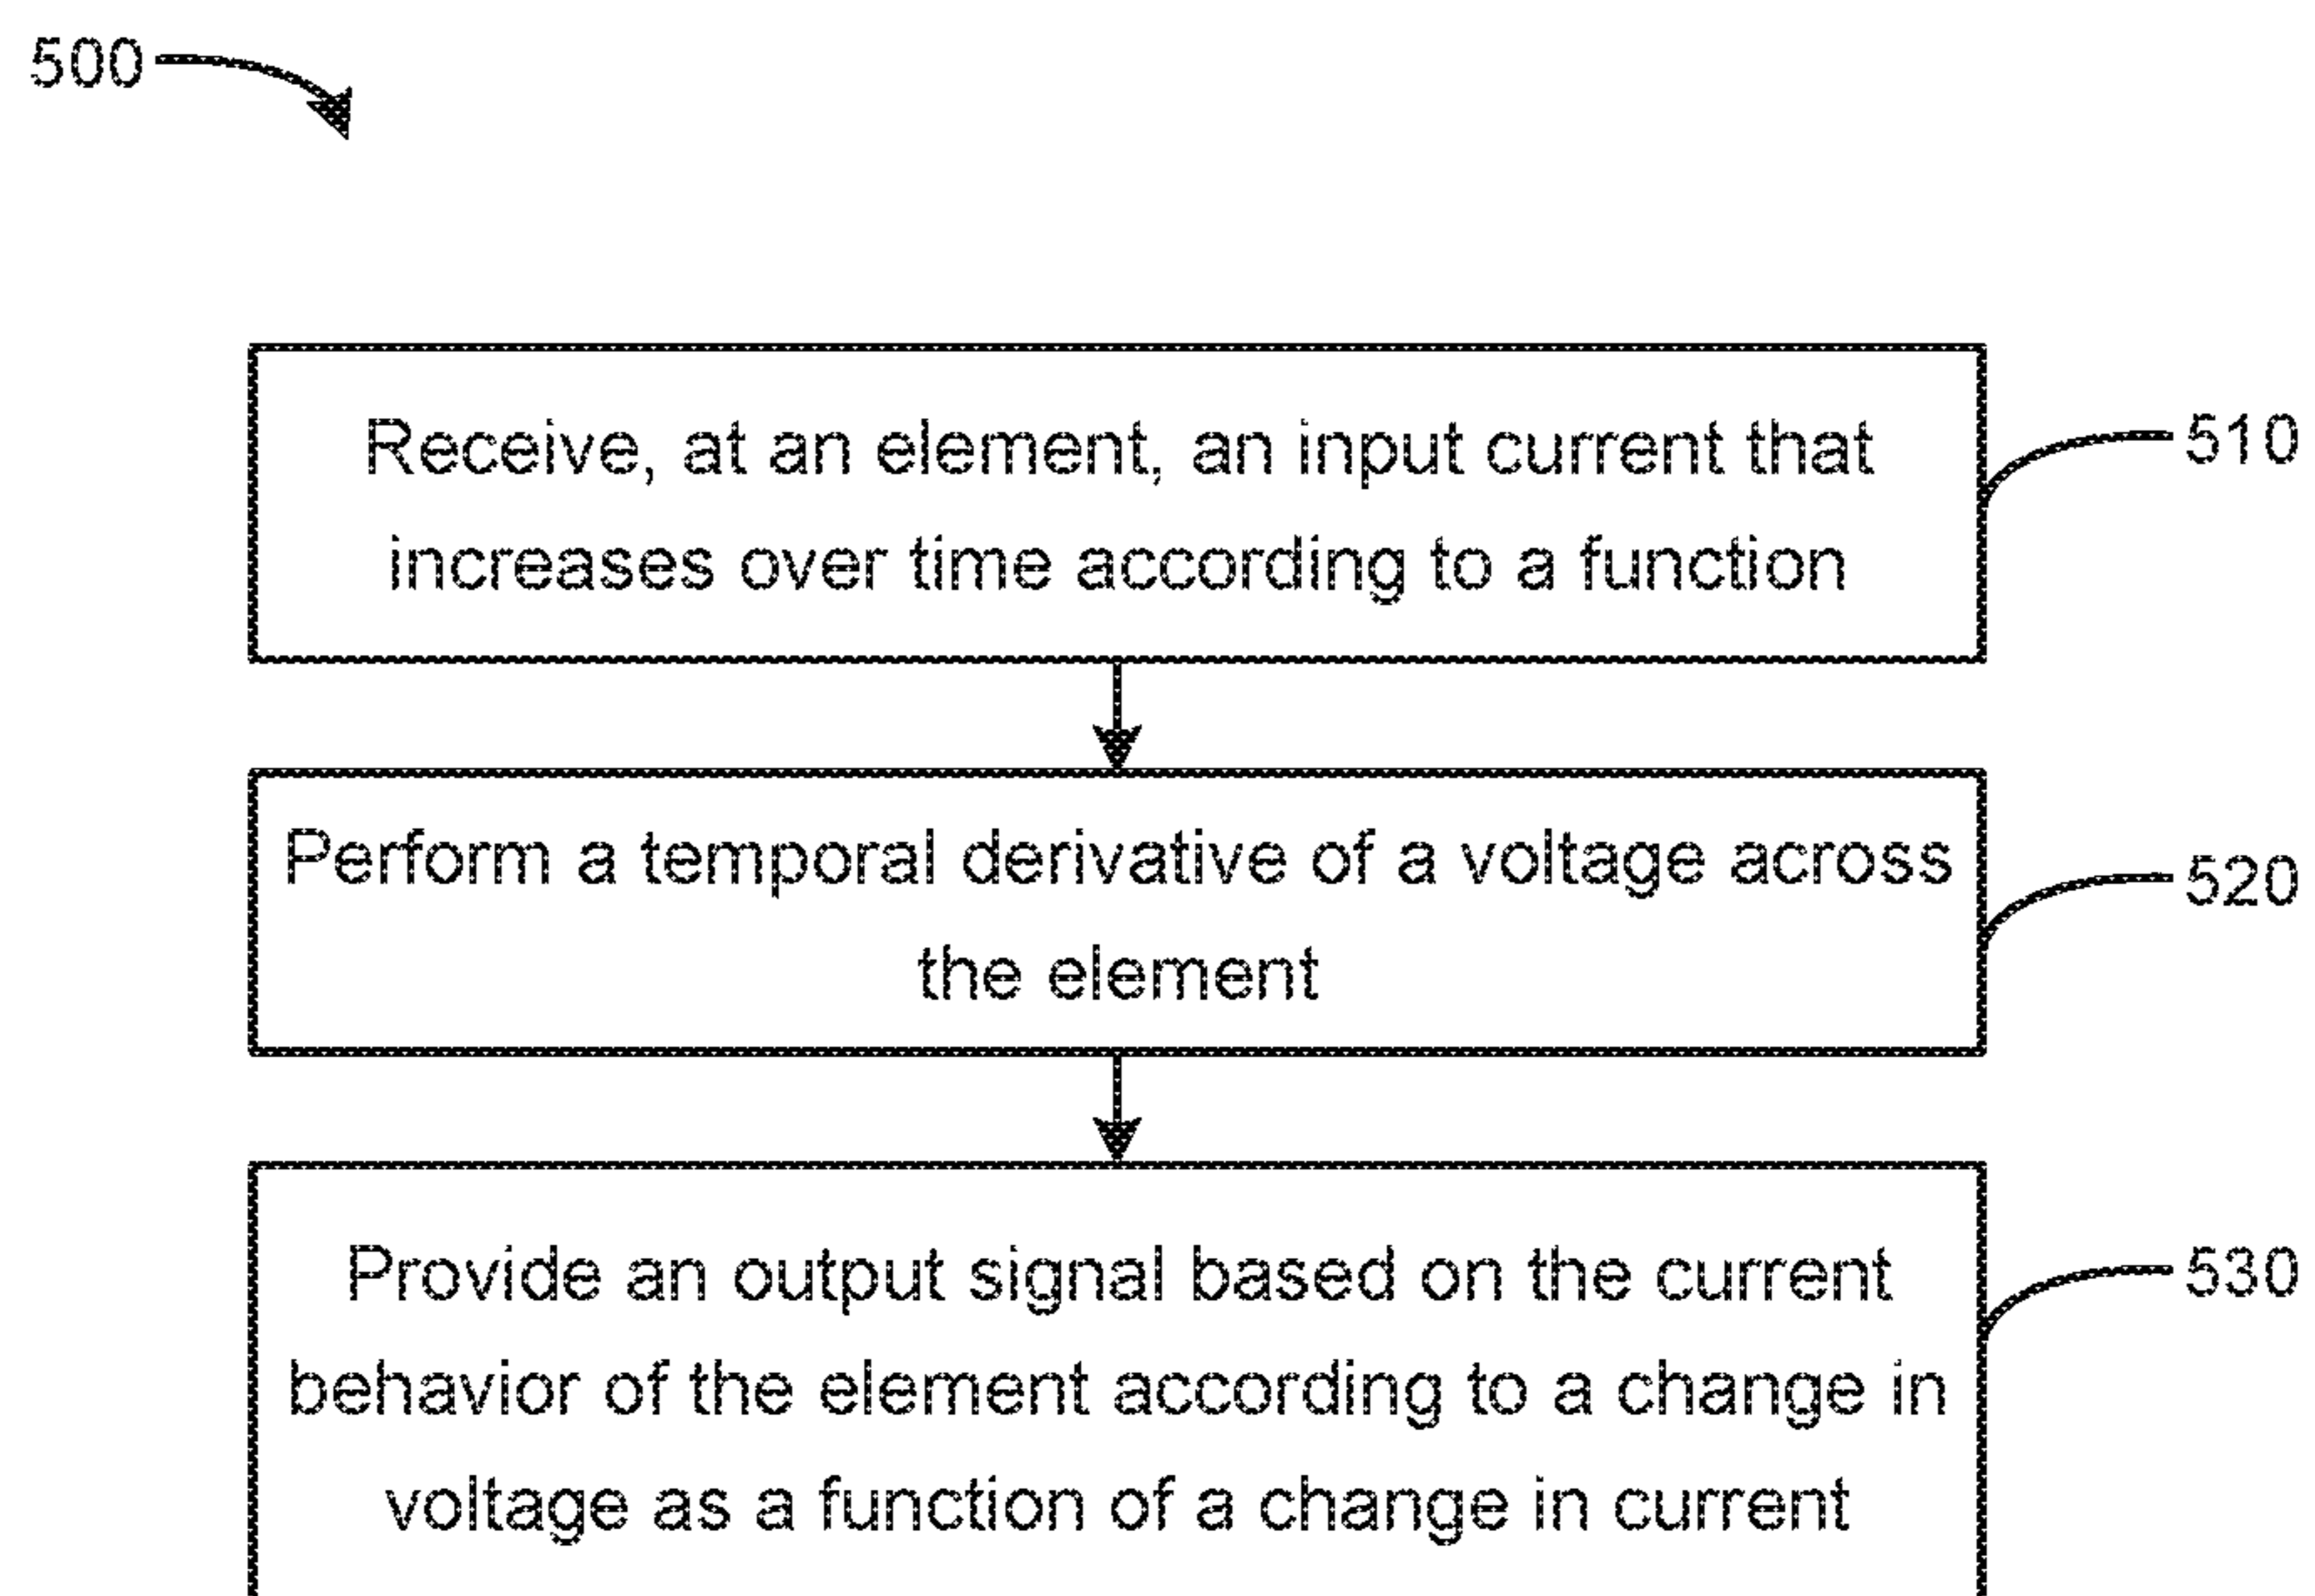 500
Receive, at an element, an input current that
increases over time according to a function
510
Perform a temporal derivative of a voltage across
the element
520
Provide an output signal based on the current
behavior of the element according to a change in
voltage as a function of a change in current
530